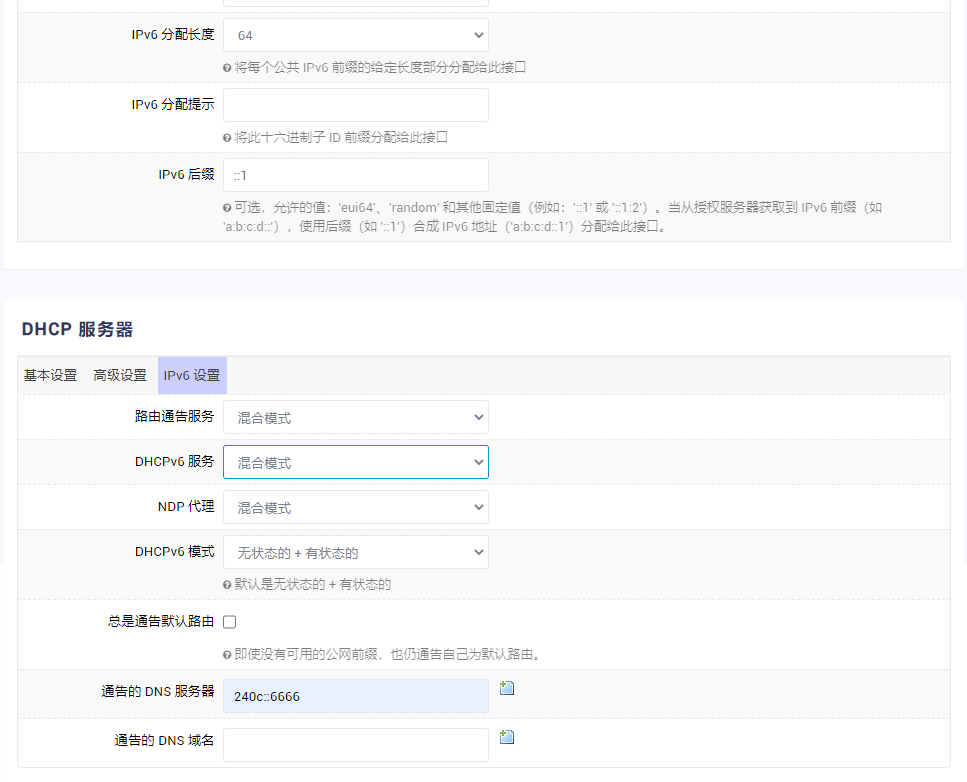 IPv6 分配长度
64
将每个公共 IPv6 前缀的给定长度部分分配给此接口
IPv6 分配提示
将此十六进制子 ID 前缀分配给此接口
IPv6 后缀
::1
可选，允许的值：'eui64'、'random' 和其他固定值（例如：'::1' 或 '::1:2'）。当从授权服务器获取到 IPv6 前缀（如
'a:b:c:d::'），使用后缀（如 '::1'）合成 IPv6 地址（'a:b:c:d::1'）分配给此接口。
DHCP 服务器
基本设置 高级设置 IPv6 设置
路由通告服务
混合模式
DHCPv6 服务
混合模式
NDP 代理
混合模式
DHCPv6 模式
无状态的 + 有状态的
默认是无状态的 + 有状态的
总是通告默认路由
即使没有可用的公网前缀，也仍通告自己为默认路由。
通告的 DNS 服务器
240c::6666
通告的 DNS 域名